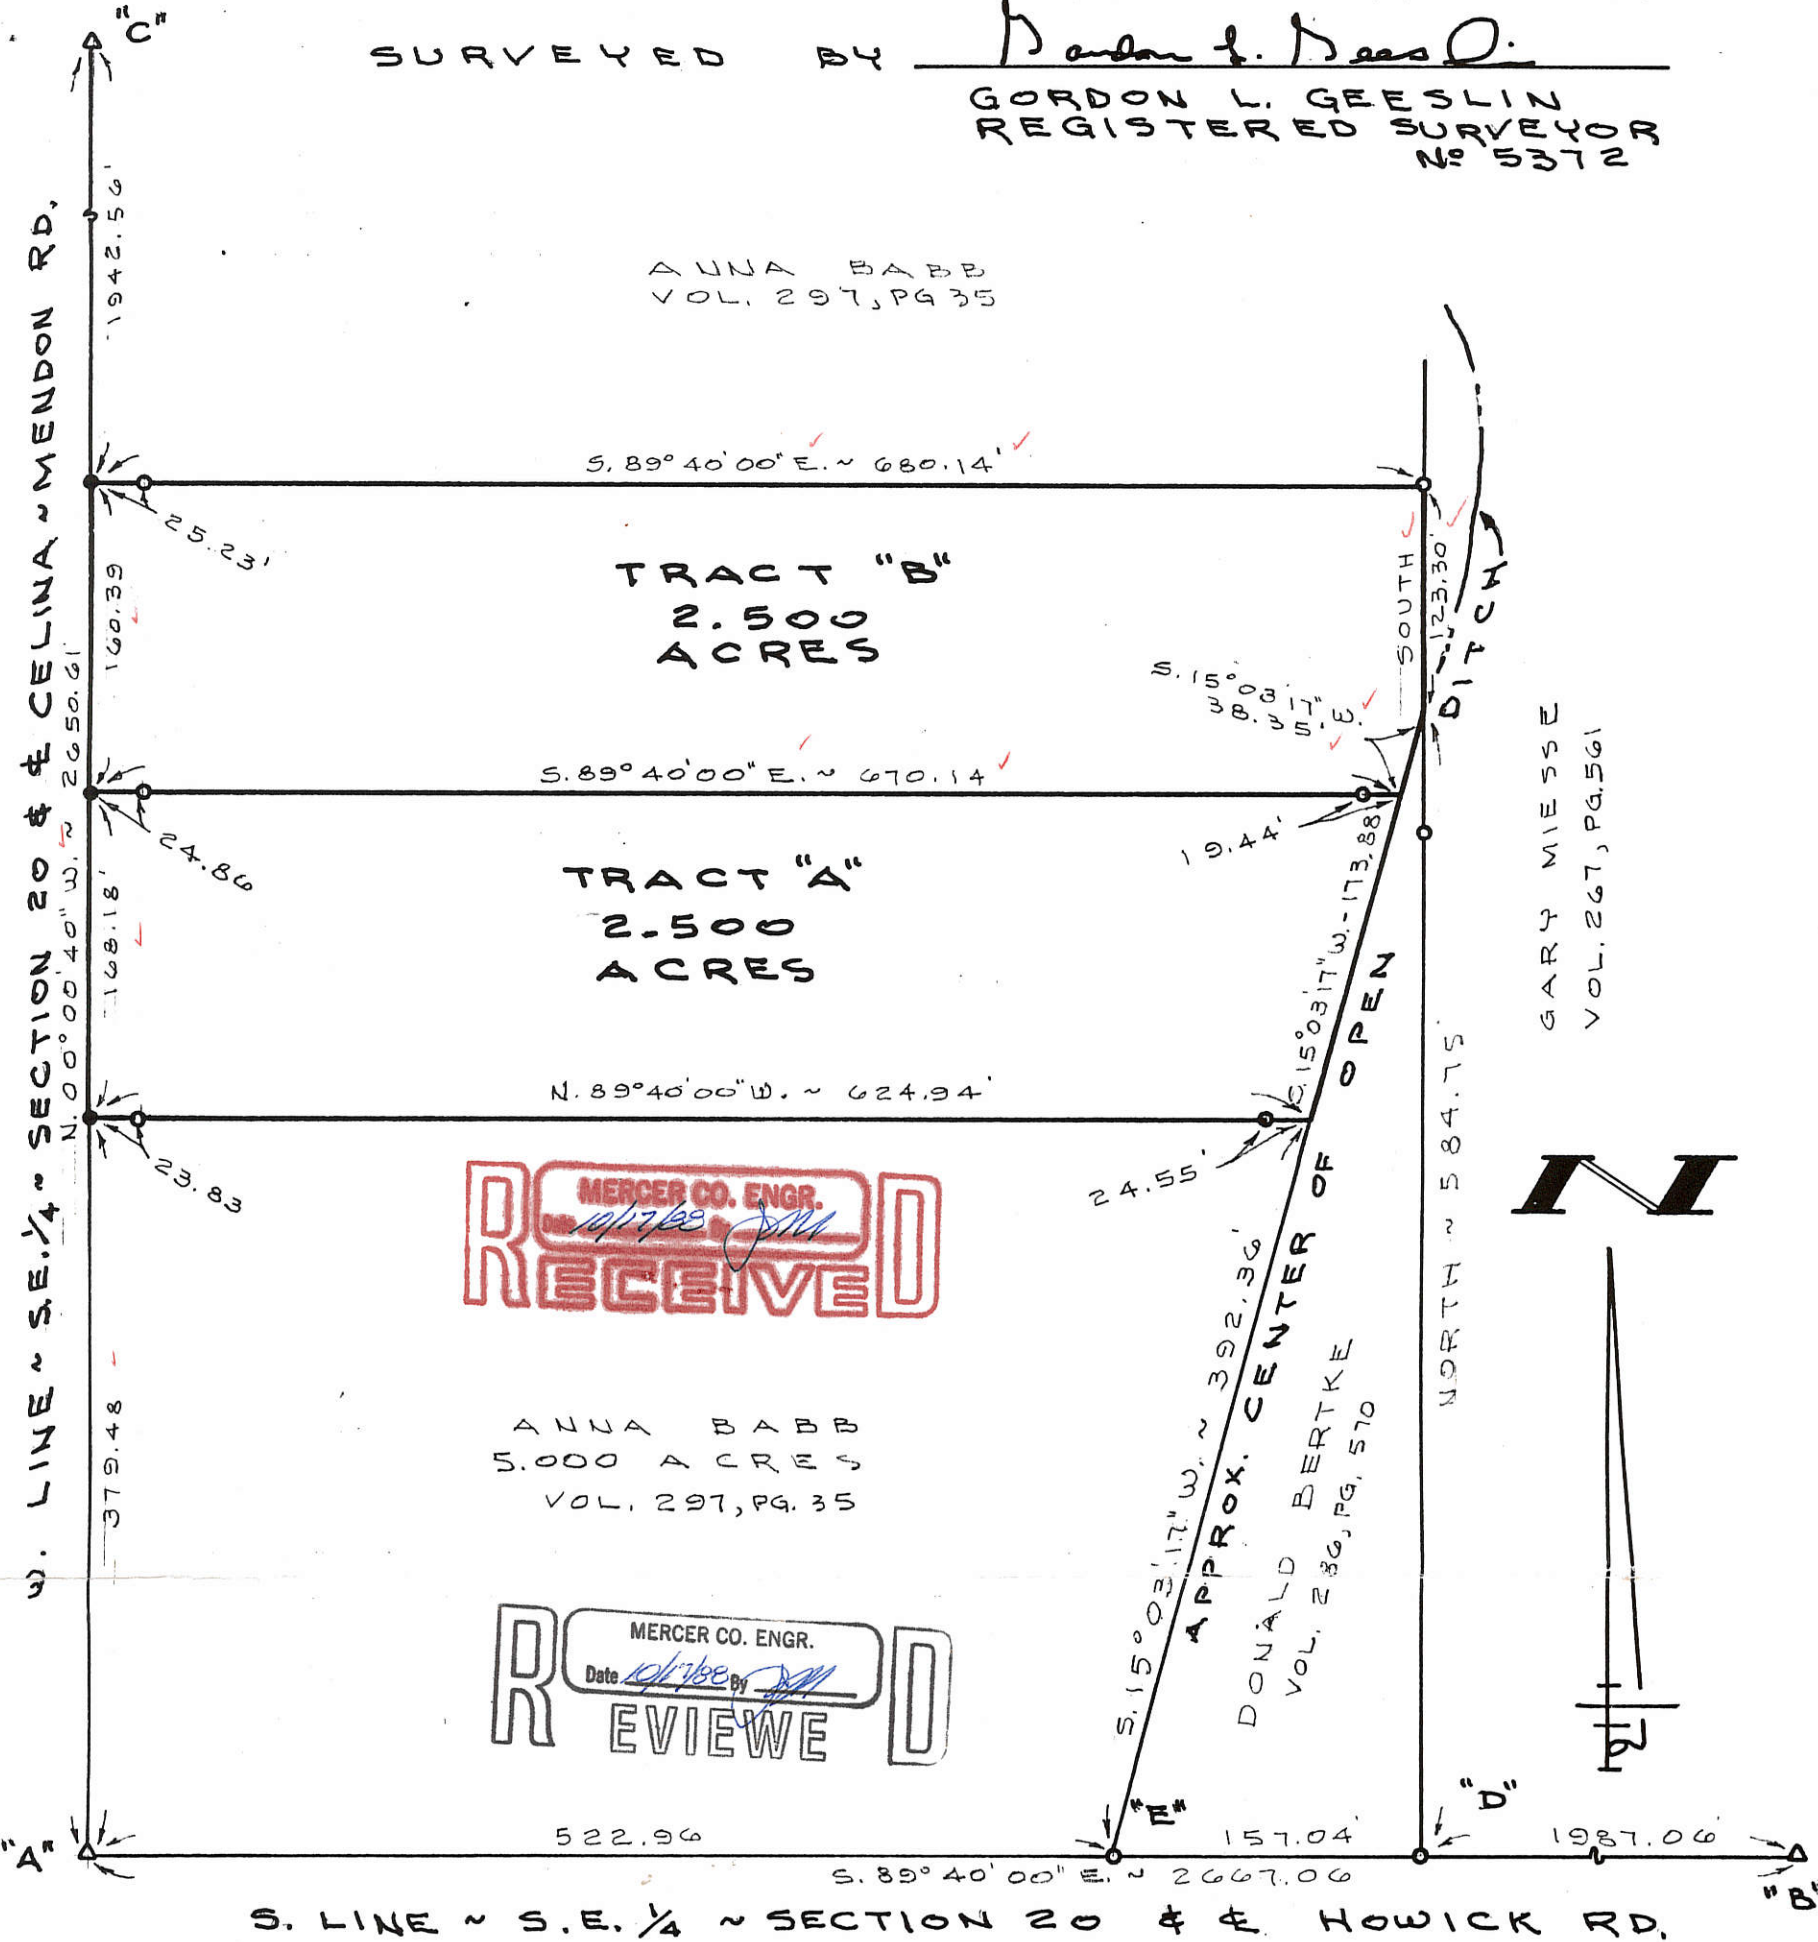 "C"
SURVEYED BY
GORDON L. GEESLIN
REGISTERED SURVEYOR
Nº 5372
1942.56'
ANNA BABB
VOL. 297, PG 35
W. LINE ~ S.E. 1/4 ~ SECTION 20 & ℄ CELINA ~ MENDON RD.
N. 00° 00' 40" W. ~ 2650.61'
S. 89° 40' 00" E. ~ 680.14'
25.23'
160.39
TRACT "B"
2.500
ACRES
SOUTH
123.30'
DITCH
S. 15° 03' 17" W.
38.35'
S. 89° 40' 00" E. ~ 670.14
24.86
19.44'
168.18'
TRACT "A"
2.500
ACRES
S. 15° 03' 17" W. - 173.88
GARY MIESSE
VOL. 267, PG. 561
N. 89° 40' 00" W. ~ 624.94'
23.83
24.55'
NORTH ~ 584.75'
N
MERCER CO. ENGR.
Date 10/17/88 By
RECEIVED
379.48
ANNA BABB
5.000 ACRES
VOL. 297, PG. 35
S. 15° 03' 17" W. ~ 392.36'
APPROX. CENTER OF OPEN
DONALD BERTKE
VOL. 286, PG. 570
MERCER CO. ENGR.
Date 10/17/88 By
REVIEWED
"A"
522.96
"E"
157.04'
"D"
1987.06'
"B"
S. 89° 40' 00" E. ~ 2667.06
S. LINE ~ S.E. 1/4 ~ SECTION 20 & ℄ HOWICK RD.